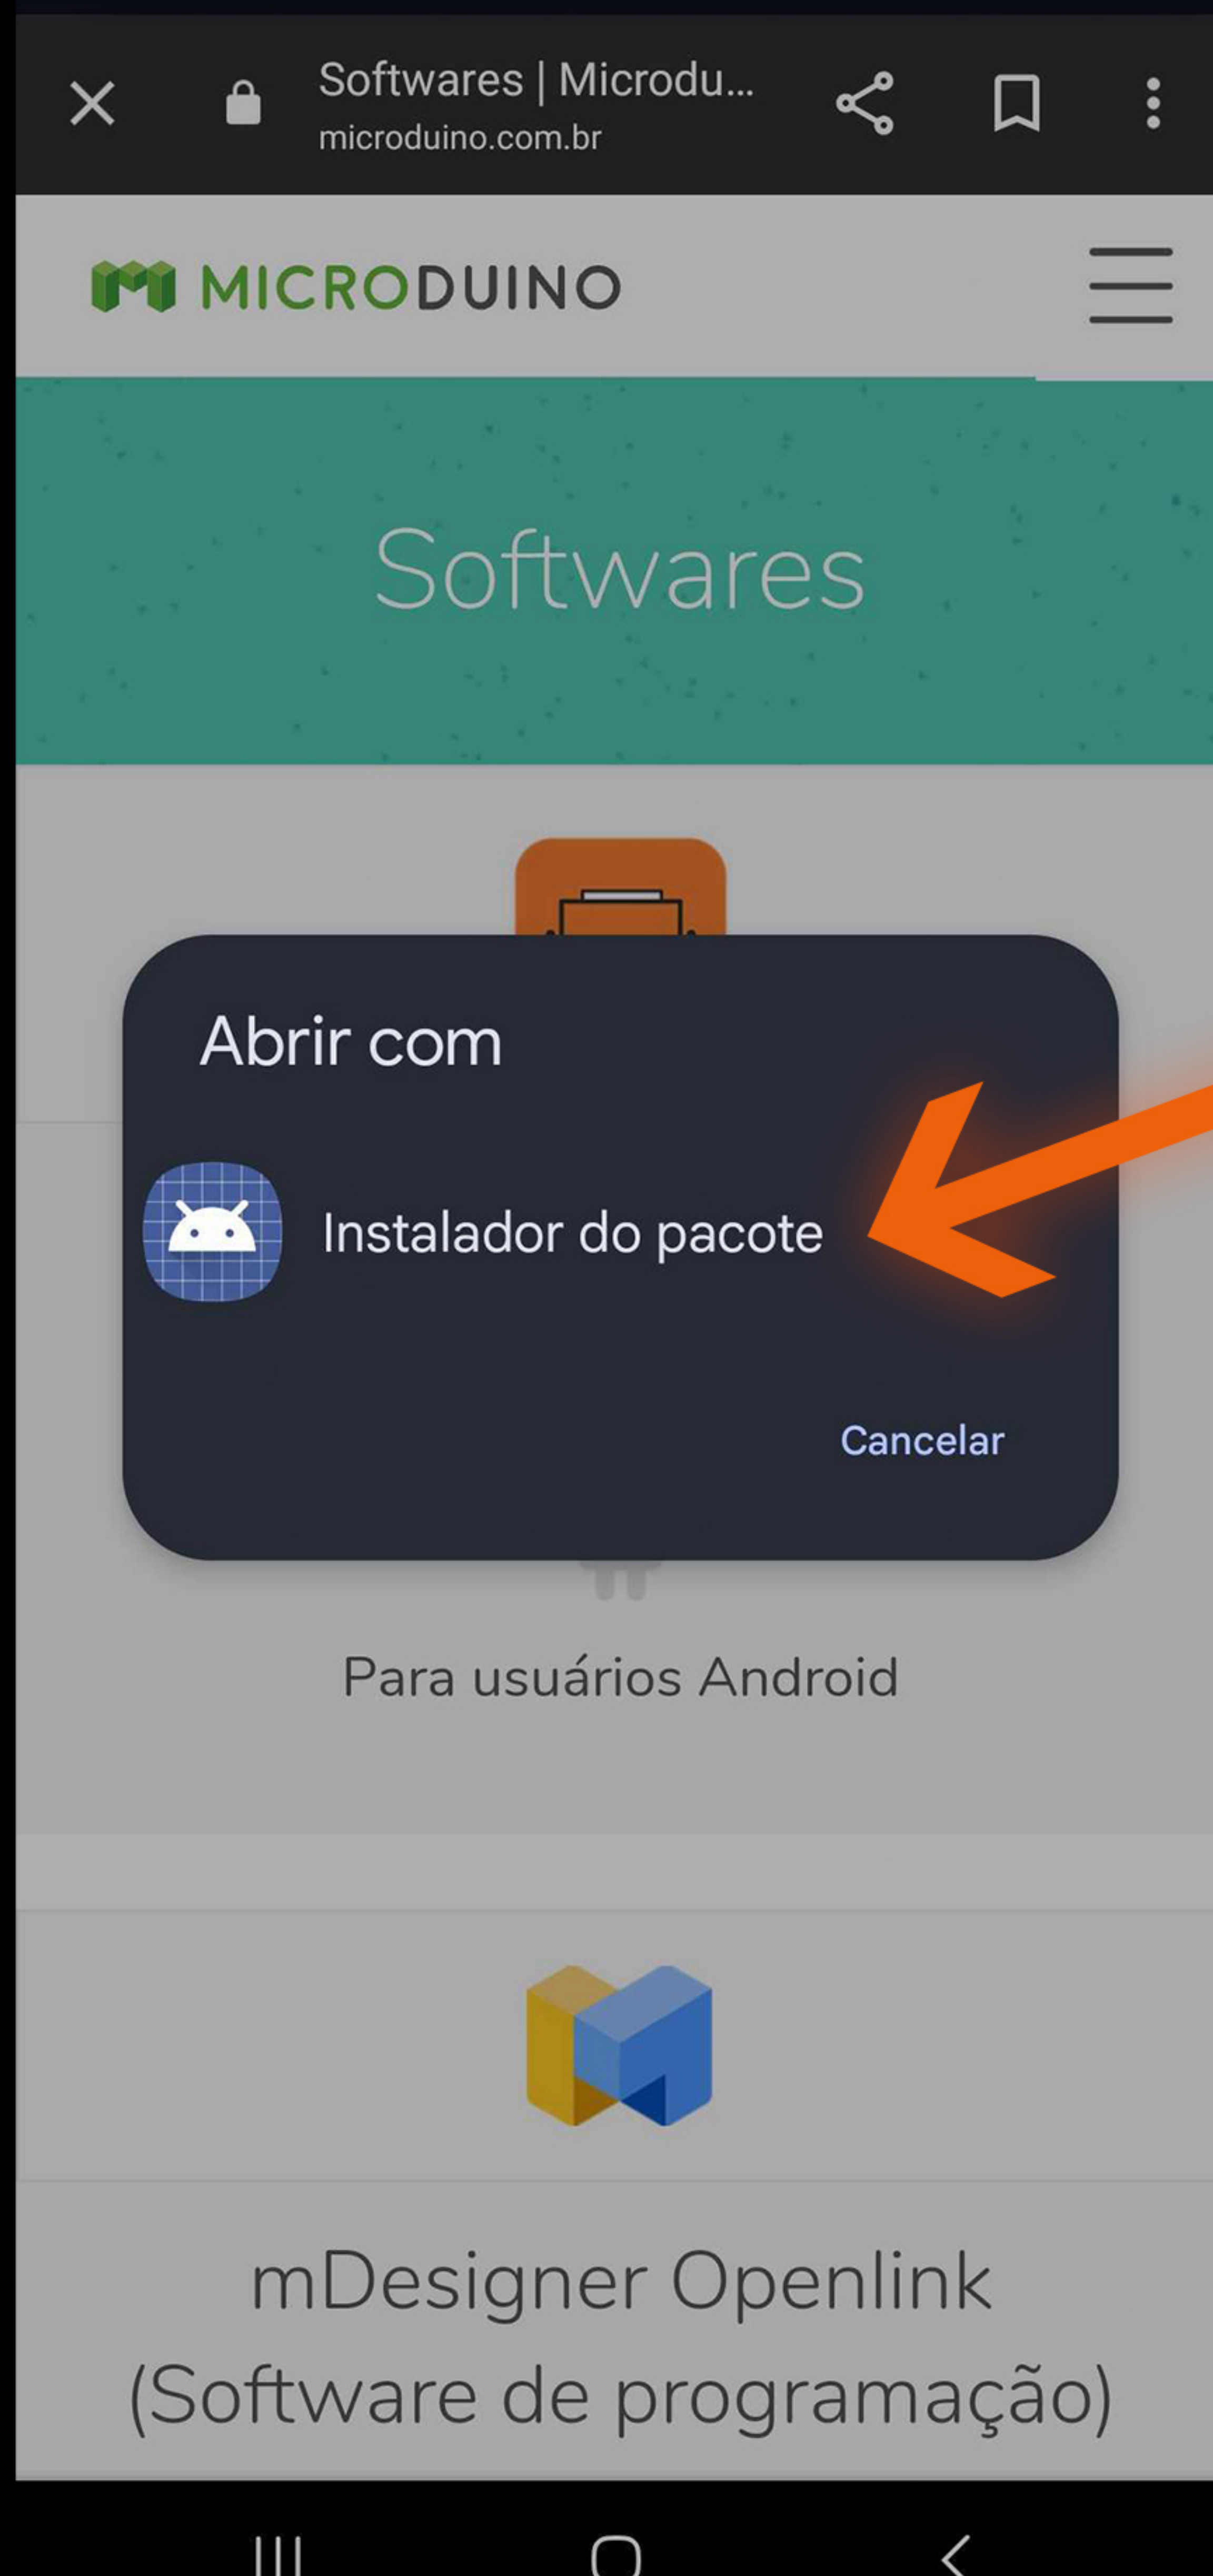 Softwares | Microdu...
microduino.com.br
MICRODUINO
Softwares
Abrir com
Instalador do pacote
Cancelar
Para usuários Android
mDesigner Openlink
(Software de programação)